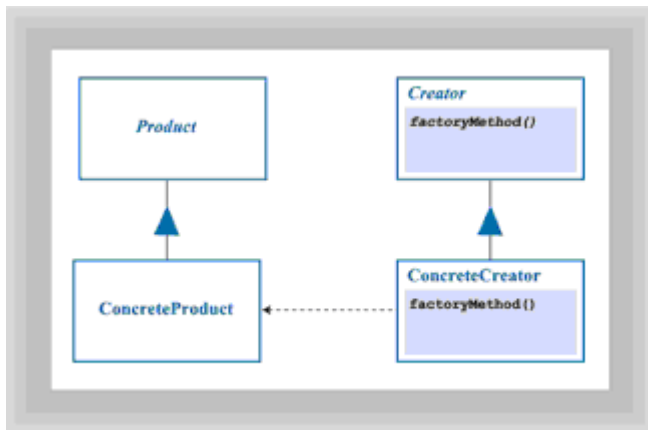 Product
Creator
factoryMethod()
ConcreteProduct
ConcreteCreator
factoryMethod()